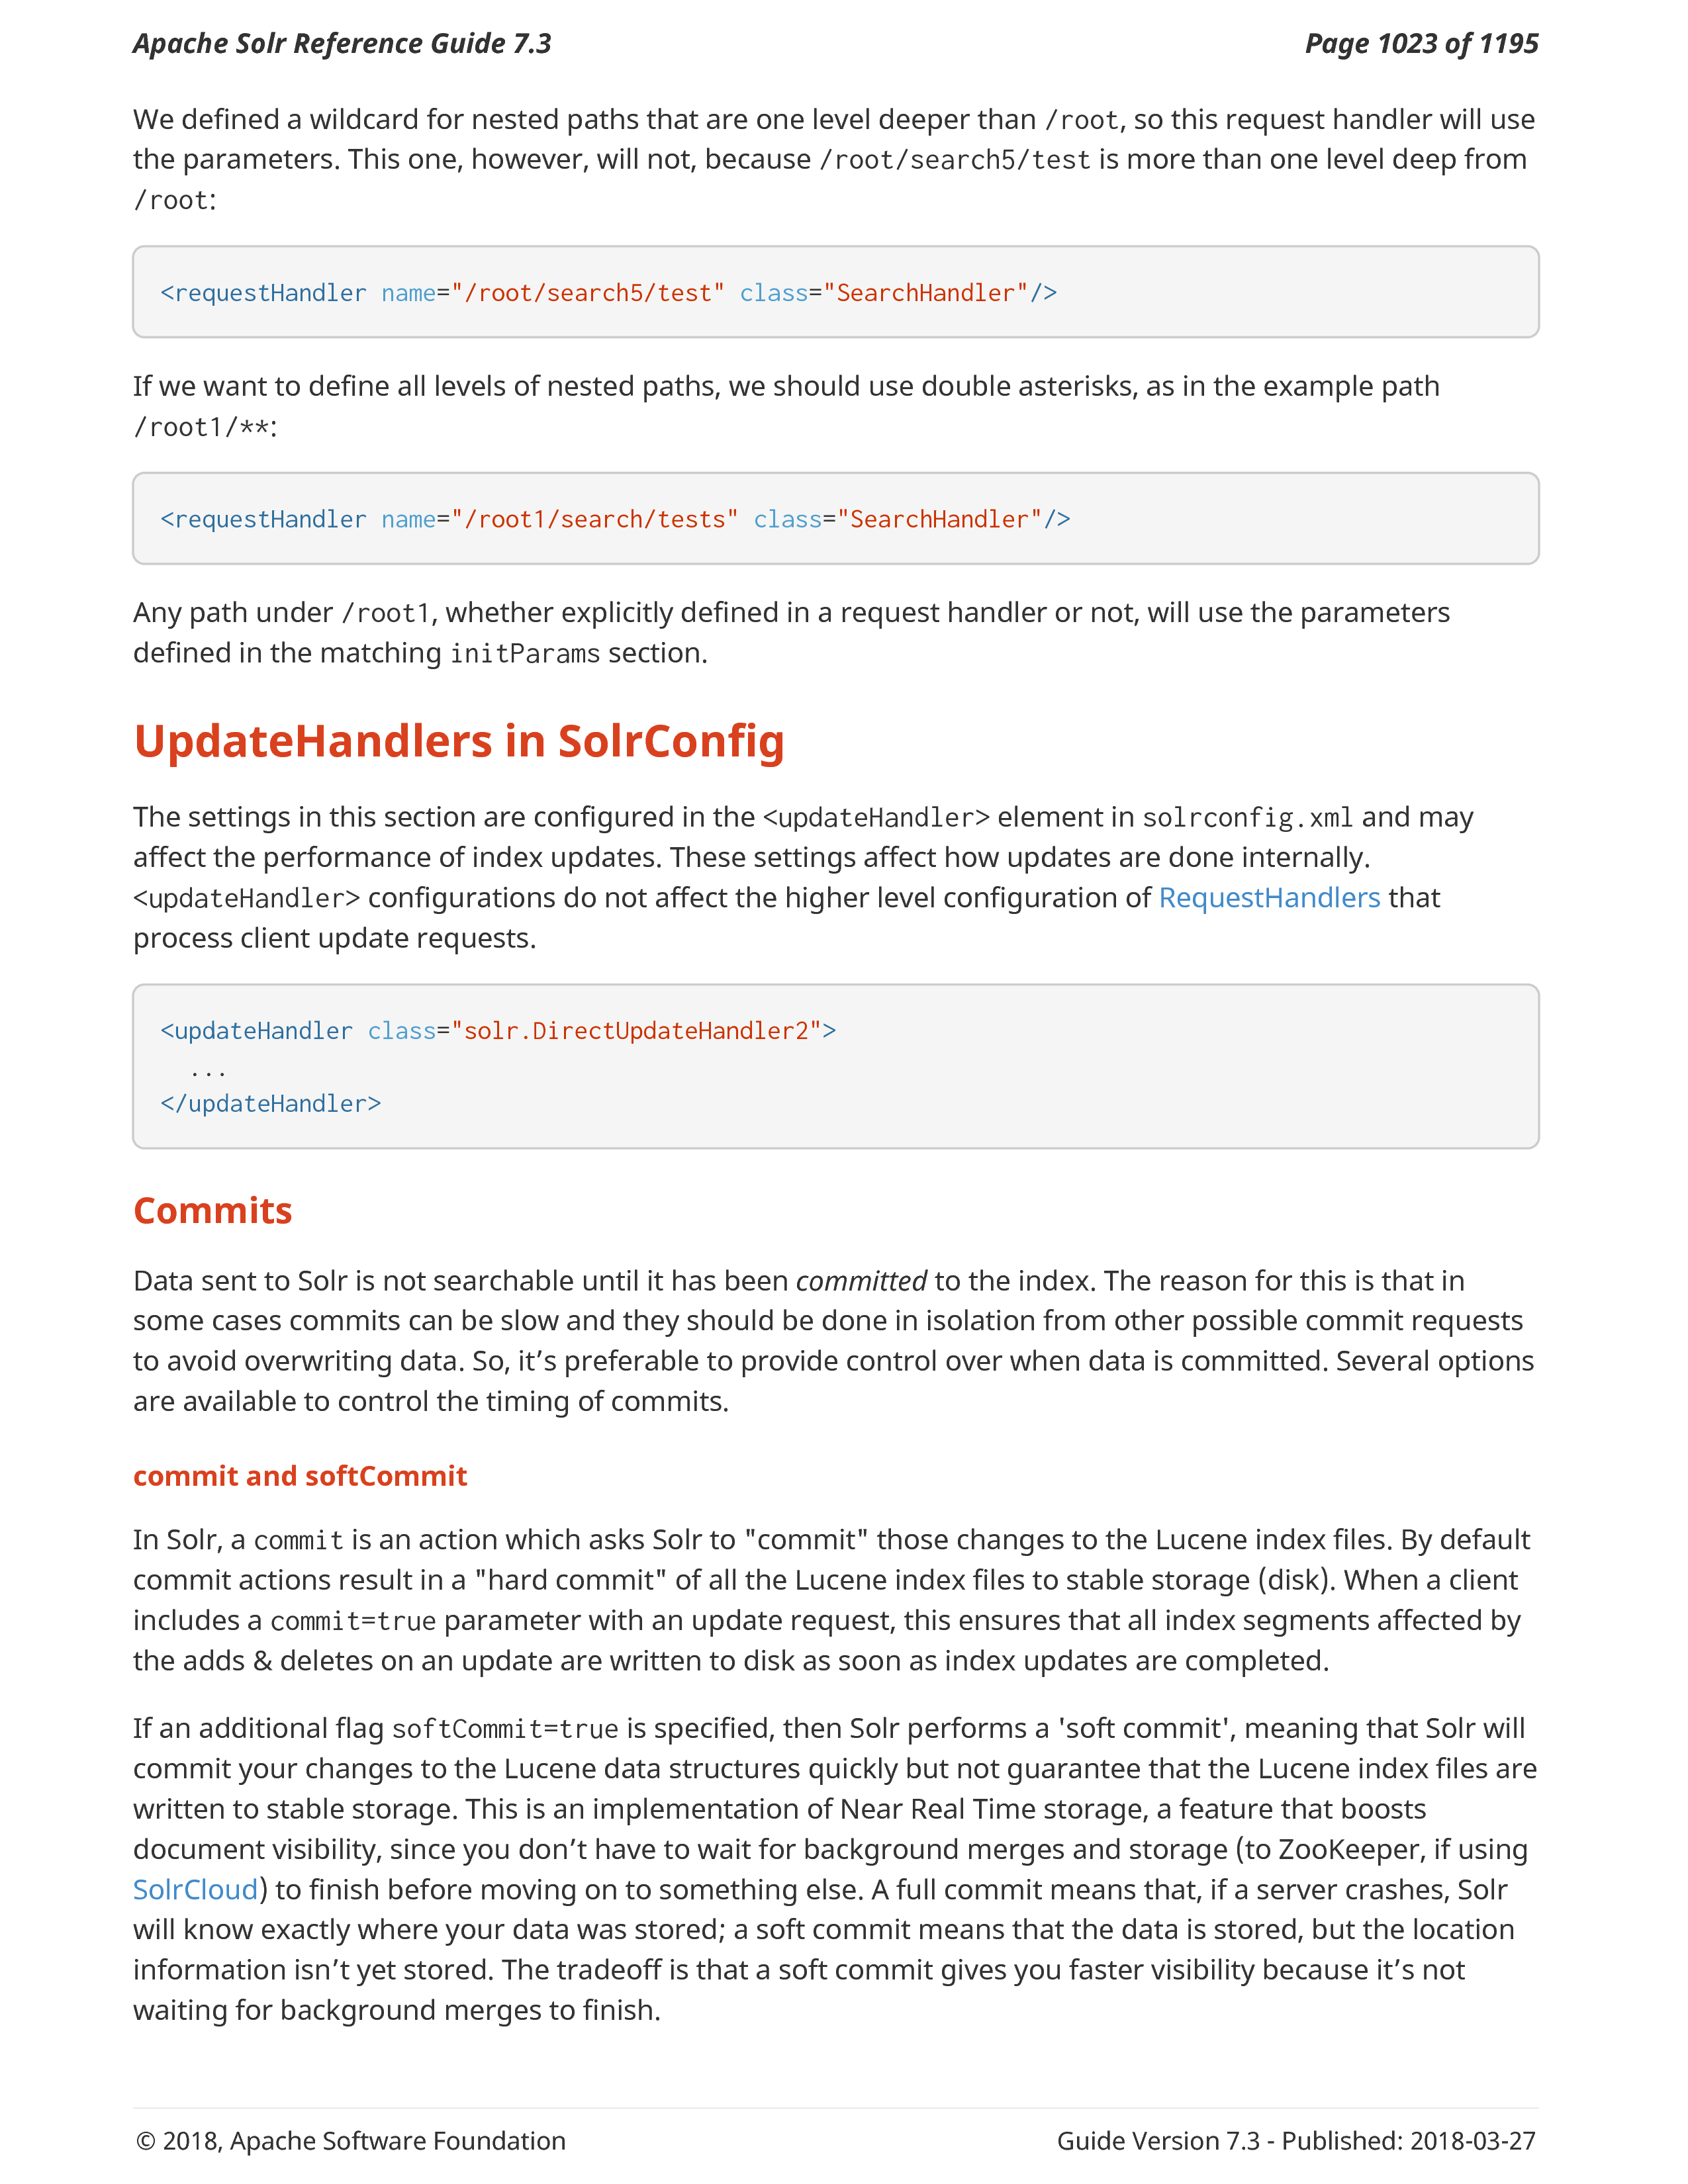 Apache Solr Reference Guide 7.3 Page 1023 of 1195
We defined a wildcard for nested paths that are one level deeper than /root, so this request handler will use
the parameters. This one, however, will not, because /root/search5/test is more than one level deep from
/root:
<requestHandler name="/root/search5/test" class="SearchHandler"/>
If we want to define all levels of nested paths, we should use double asterisks, as in the example path
/root1/**:
<requestHandler name="/root1/search/tests" class="SearchHandler"/>
Any path under /root1, whether explicitly defined in a request handler or not, will use the parameters
defined in the matching initParams section.
UpdateHandlers in SolrConfig
The settings in this section are configured in the <updateHandler> element in solrconfig.xml and may
affect the performance of index updates. These settings affect how updates are done internally.
<updateHandler> configurations do not affect the higher level configuration of RequestHandlers that
process client update requests.
<updateHandler class="solr.DirectUpdateHandler2">
  ...
</updateHandler>
Commits
Data sent to Solr is not searchable until it has been committed to the index. The reason for this is that in
some cases commits can be slow and they should be done in isolation from other possible commit requests
to avoid overwriting data. So, it’s preferable to provide control over when data is committed. Several options
are available to control the timing of commits.
commit and softCommit
In Solr, a commit is an action which asks Solr to "commit" those changes to the Lucene index files. By default
commit actions result in a "hard commit" of all the Lucene index files to stable storage (disk). When a client
includes a commit=true parameter with an update request, this ensures that all index segments affected by
the adds & deletes on an update are written to disk as soon as index updates are completed.
If an additional flag softCommit=true is specified, then Solr performs a 'soft commit', meaning that Solr will
commit your changes to the Lucene data structures quickly but not guarantee that the Lucene index files are
written to stable storage. This is an implementation of Near Real Time storage, a feature that boosts
document visibility, since you don’t have to wait for background merges and storage (to ZooKeeper, if using
SolrCloud) to finish before moving on to something else. A full commit means that, if a server crashes, Solr
will know exactly where your data was stored; a soft commit means that the data is stored, but the location
information isn’t yet stored. The tradeoff is that a soft commit gives you faster visibility because it’s not
waiting for background merges to finish.
© 2018, Apache Software Foundation Guide Version 7.3 - Published: 2018-03-27